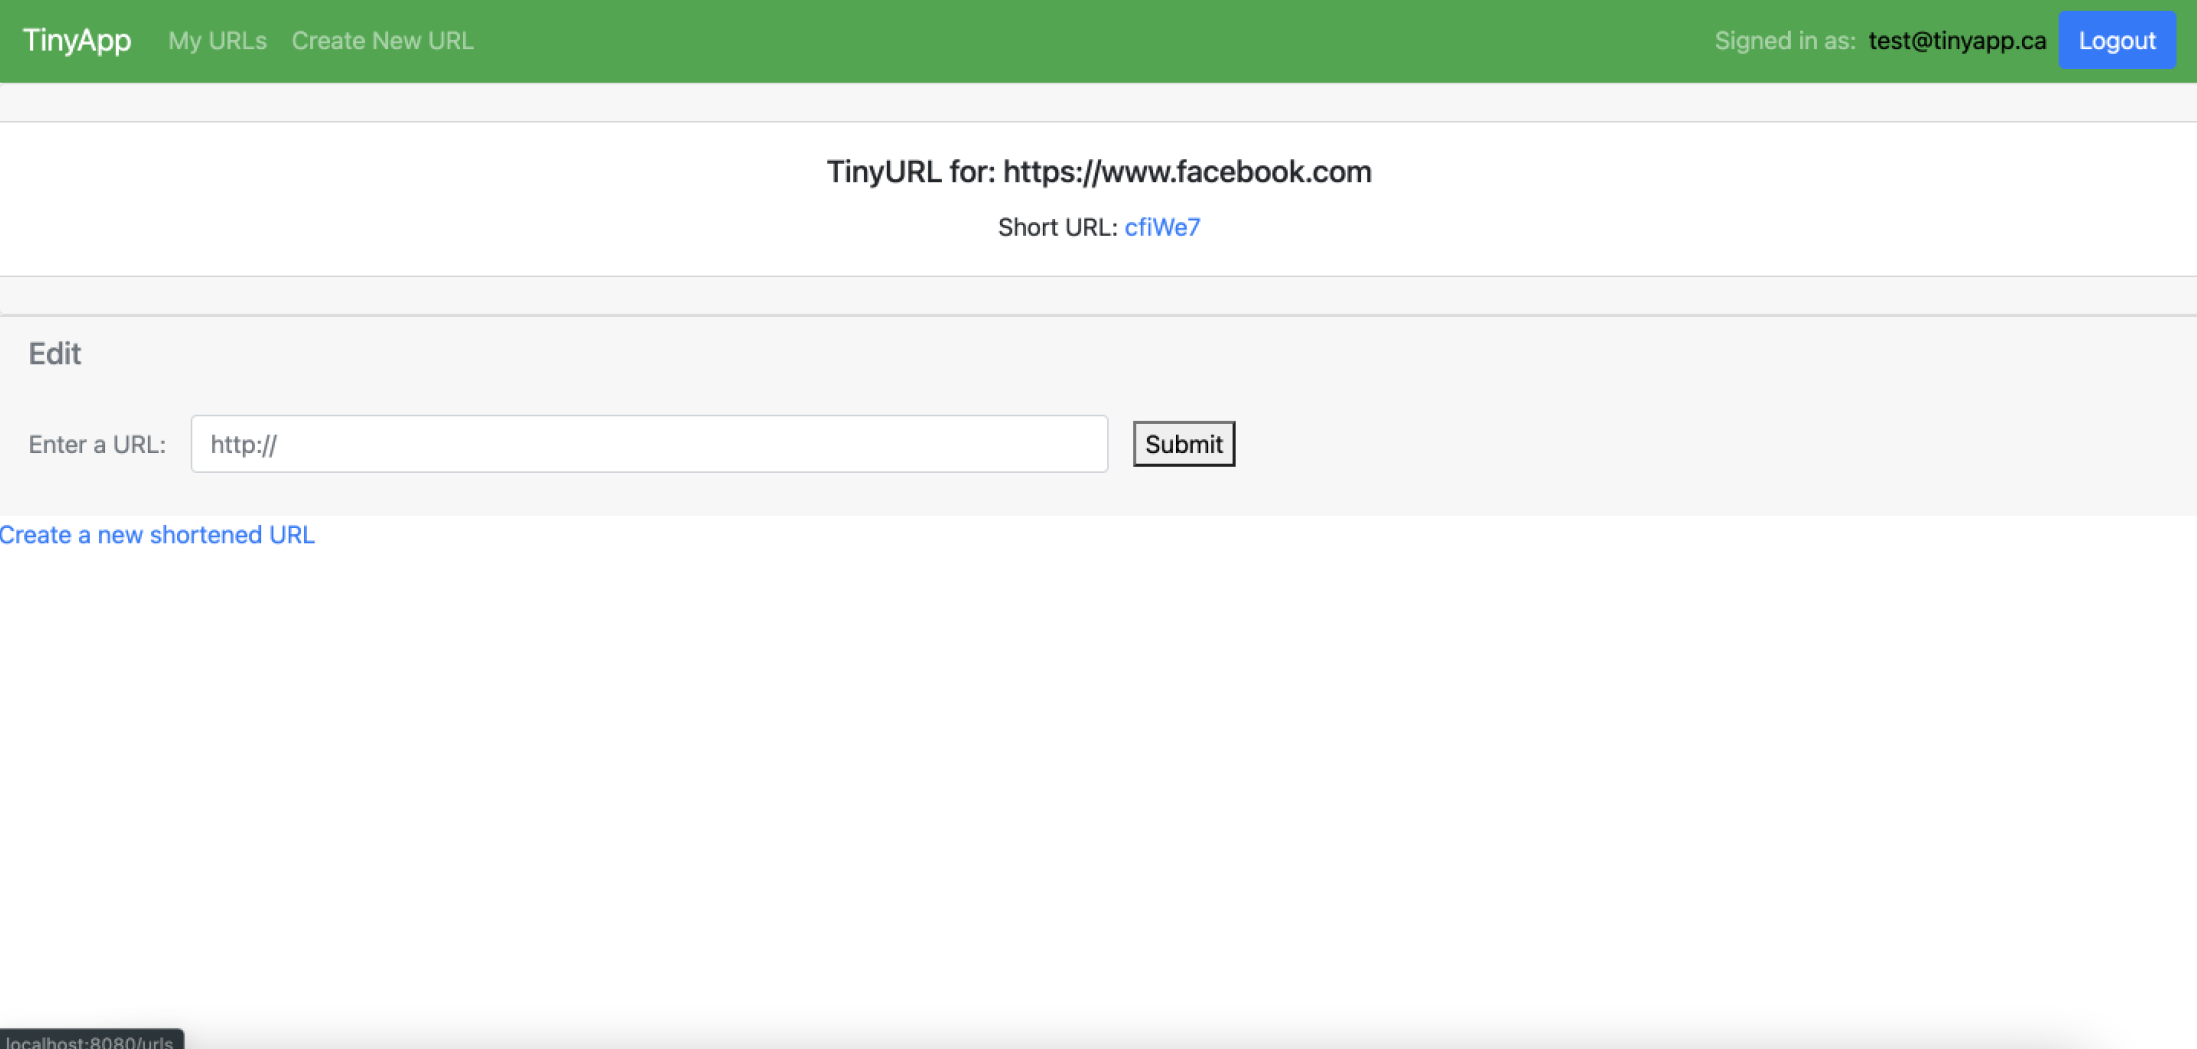 TinyApp My URLs Create New URL Signed in as: test@tinyapp.ca Logout
TinyURL for: https://www.facebook.com
Short URL: cfiWe7
Edit
Enter a URL: http:// Submit
Create a new shortened URL
localhost:8080/urls